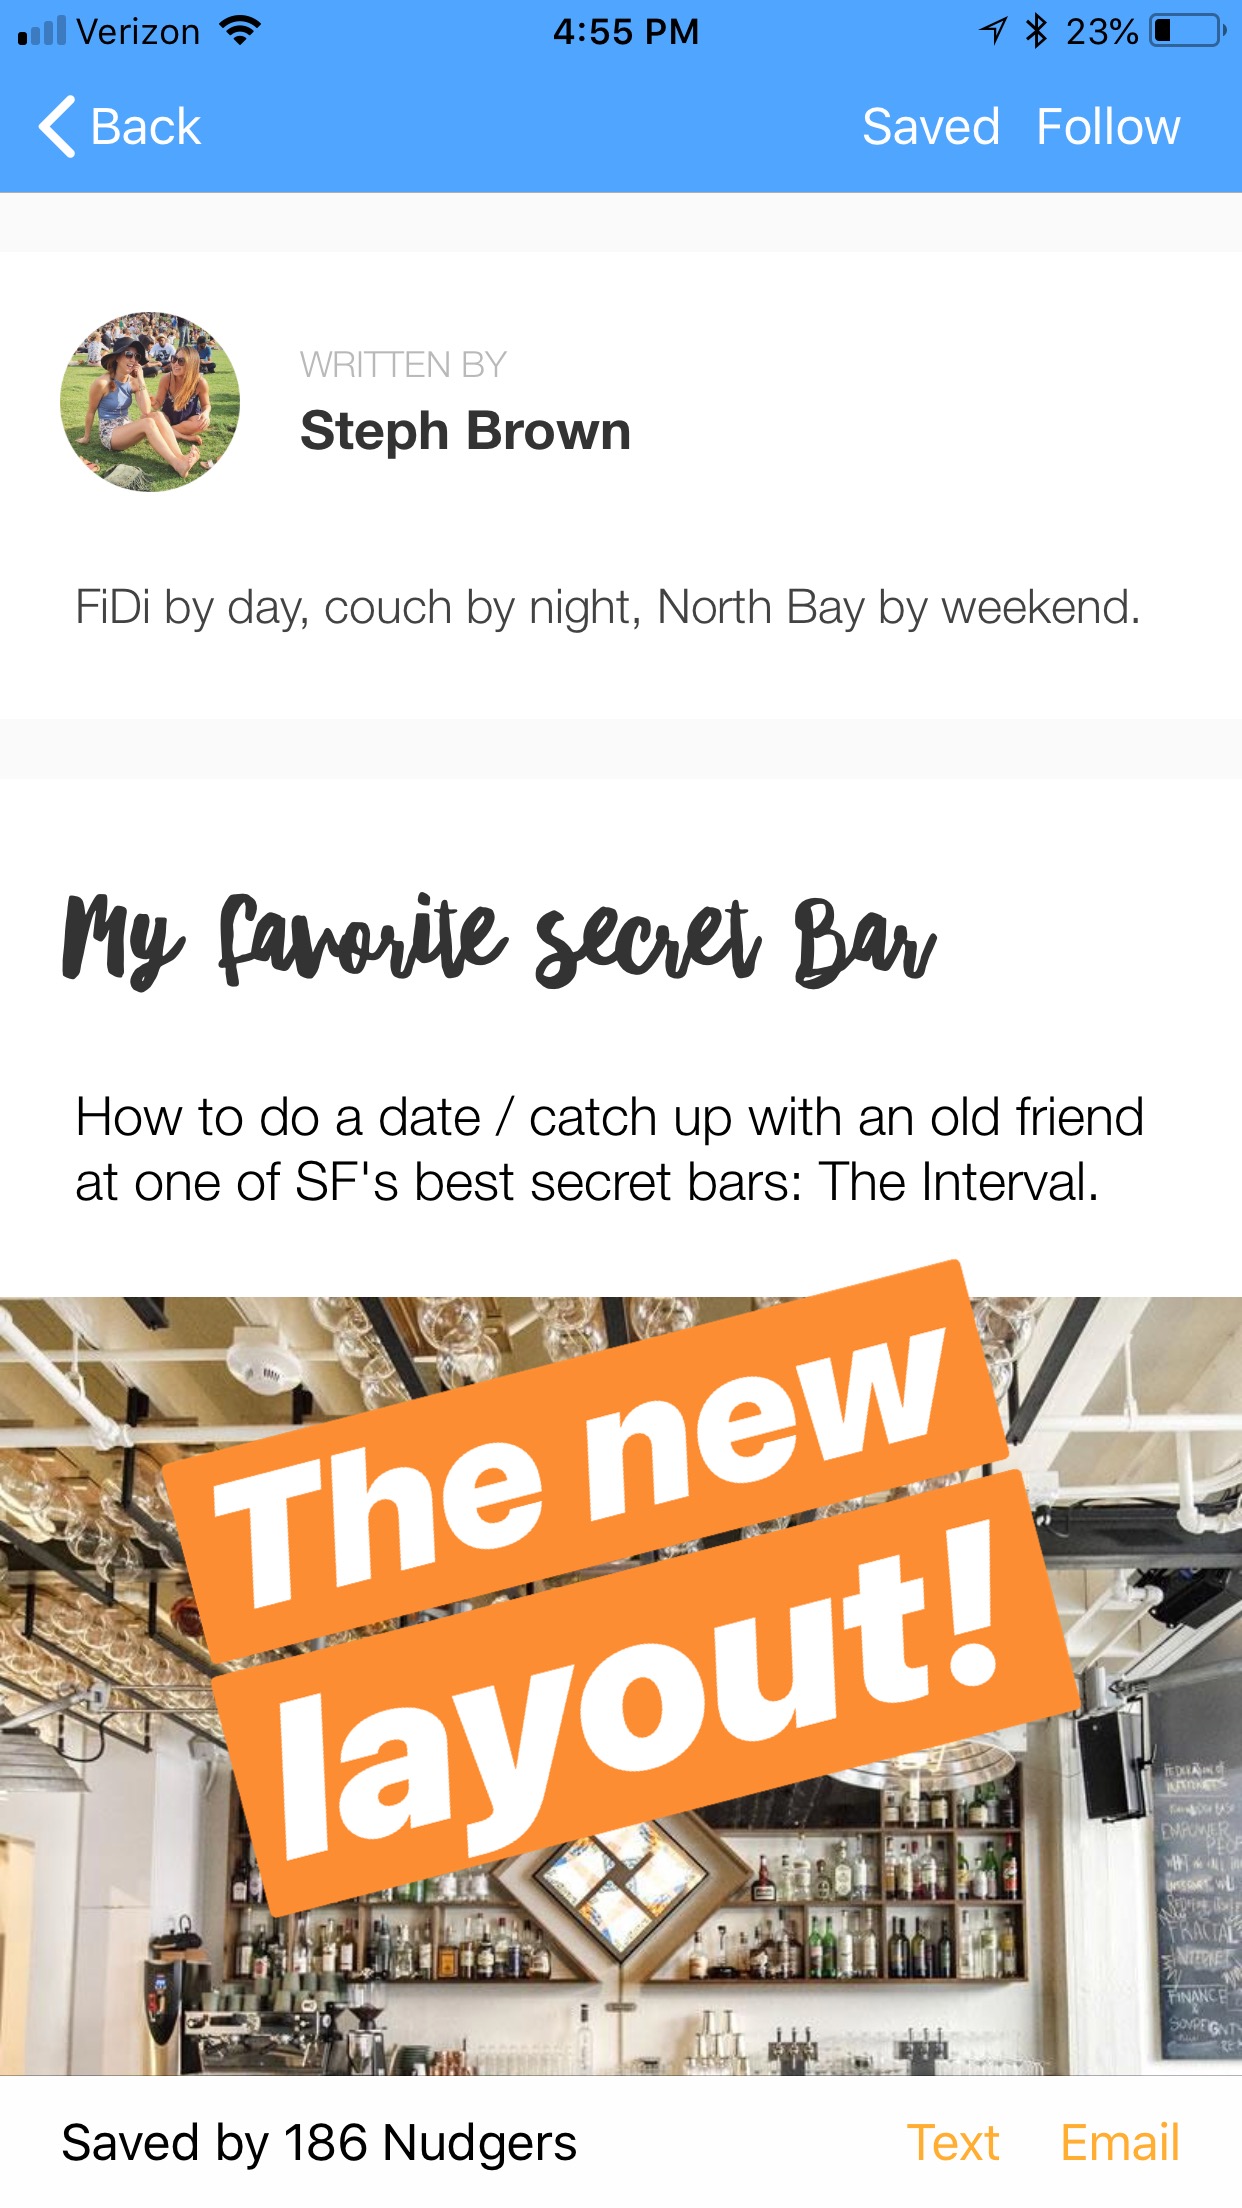 Verizon 4:55 PM 23%
Back Saved Follow
WRITTEN BY
Steph Brown
FiDi by day, couch by night, North Bay by weekend.
My favorite secret Bar
How to do a date / catch up with an old friend
at one of SF's best secret bars: The Interval.
The new
layout!
EMPOWER
FRACTAL
INTERNET
FINANCE
&
Saved by 186 Nudgers Text Email